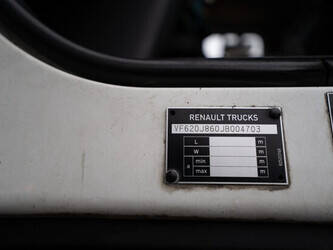 RENAULT TRUCKS
VF620J860JB004703
L m
W m
a min m
max m